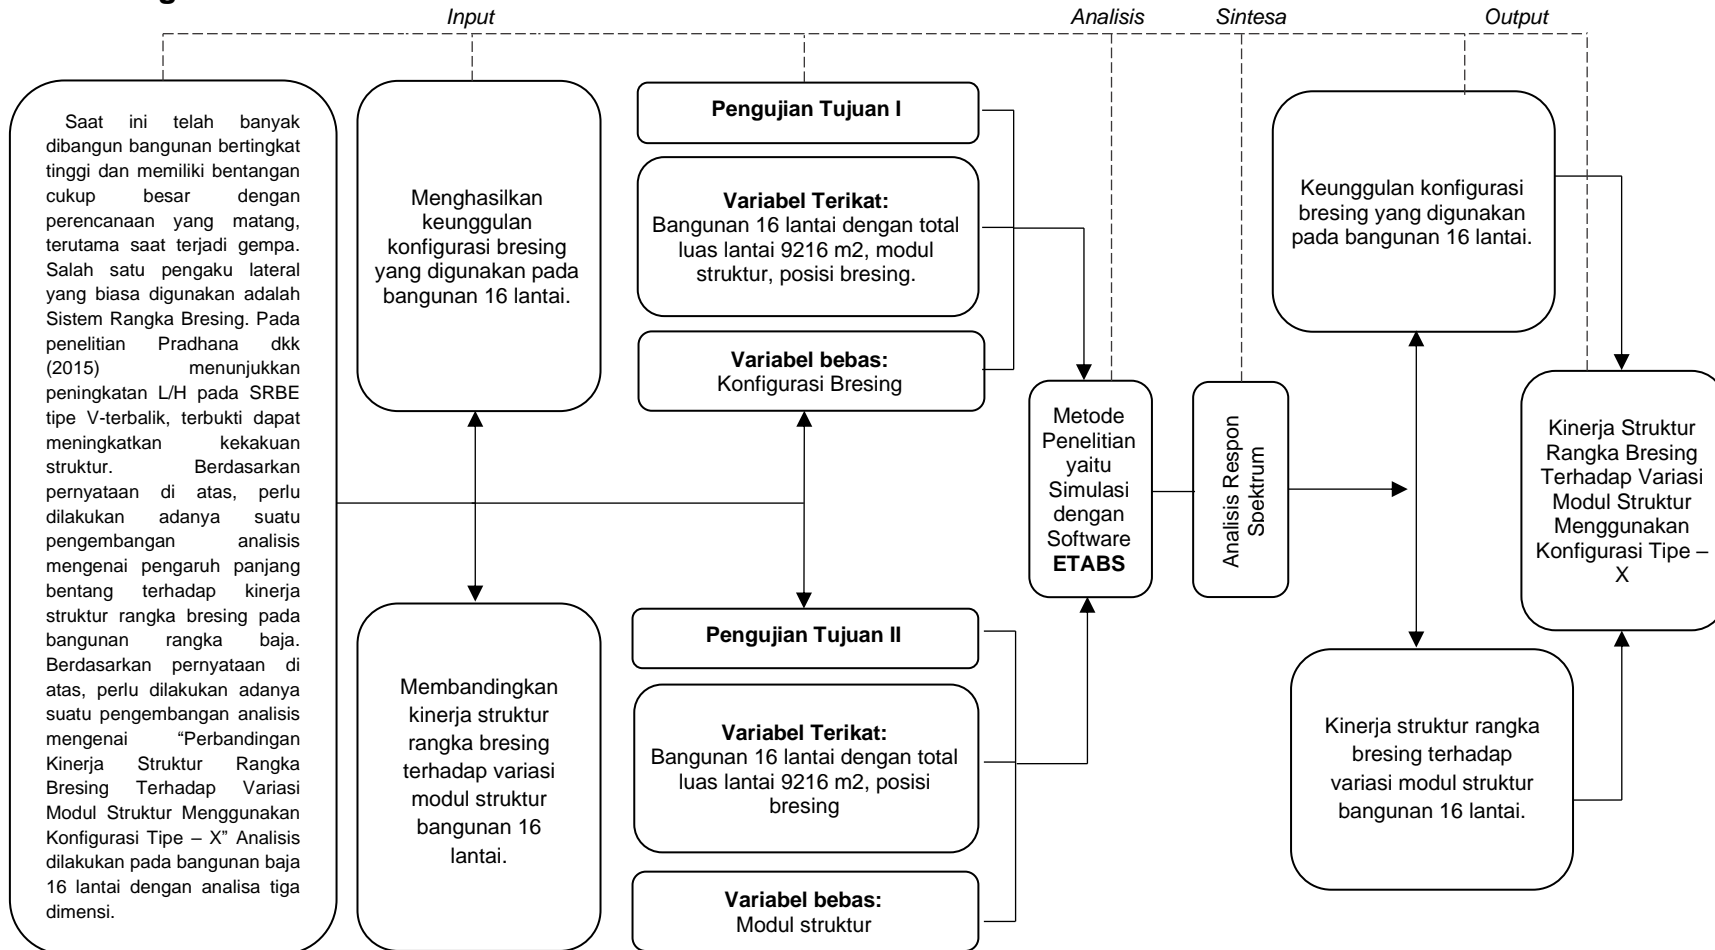 Input
Analisis
Sintesa
Output
Saat ini telah banyak
dibangun bangunan bertingkat
tinggi dan memiliki bentangan
cukup besar dengan
perencanaan yang matang,
terutama saat terjadi gempa.
Salah satu pengaku lateral
yang biasa digunakan adalah
Sistem Rangka Bresing. Pada
penelitian Pradhana dkk
(2015) menunjukkan
peningkatan L/H pada SRBE
tipe V-terbalik, terbukti dapat
meningkatkan kekakuan
struktur. Berdasarkan
pernyataan di atas, perlu
dilakukan adanya suatu
pengembangan analisis
mengenai pengaruh panjang
bentang terhadap kinerja
struktur rangka bresing pada
bangunan rangka baja.
Berdasarkan pernyataan di
atas, perlu dilakukan adanya
suatu pengembangan analisis
mengenai “Perbandingan
Kinerja Struktur Rangka
Bresing Terhadap Variasi
Modul Struktur Menggunakan
Konfigurasi Tipe – X” Analisis
dilakukan pada bangunan baja
16 lantai dengan analisa tiga
dimensi.
Menghasilkan
keunggulan
konfigurasi bresing
yang digunakan pada
bangunan 16 lantai.
Membandingkan
kinerja struktur
rangka bresing
terhadap variasi
modul struktur
bangunan 16
lantai.
Pengujian Tujuan I
Variabel Terikat:
Bangunan 16 lantai dengan total
luas lantai 9216 m2, modul
struktur, posisi bresing.
Variabel bebas:
Konfigurasi Bresing
Pengujian Tujuan II
Variabel Terikat:
Bangunan 16 lantai dengan total
luas lantai 9216 m2, posisi
bresing
Variabel bebas:
Modul struktur
Metode
Penelitian
yaitu
Simulasi
dengan
Software
ETABS
Analisis Respon
Spektrum
Keunggulan konfigurasi
bresing yang digunakan
pada bangunan 16 lantai.
Kinerja struktur rangka
bresing terhadap
variasi modul struktur
bangunan 16 lantai.
Kinerja Struktur
Rangka Bresing
Terhadap Variasi
Modul Struktur
Menggunakan
Konfigurasi Tipe –
X